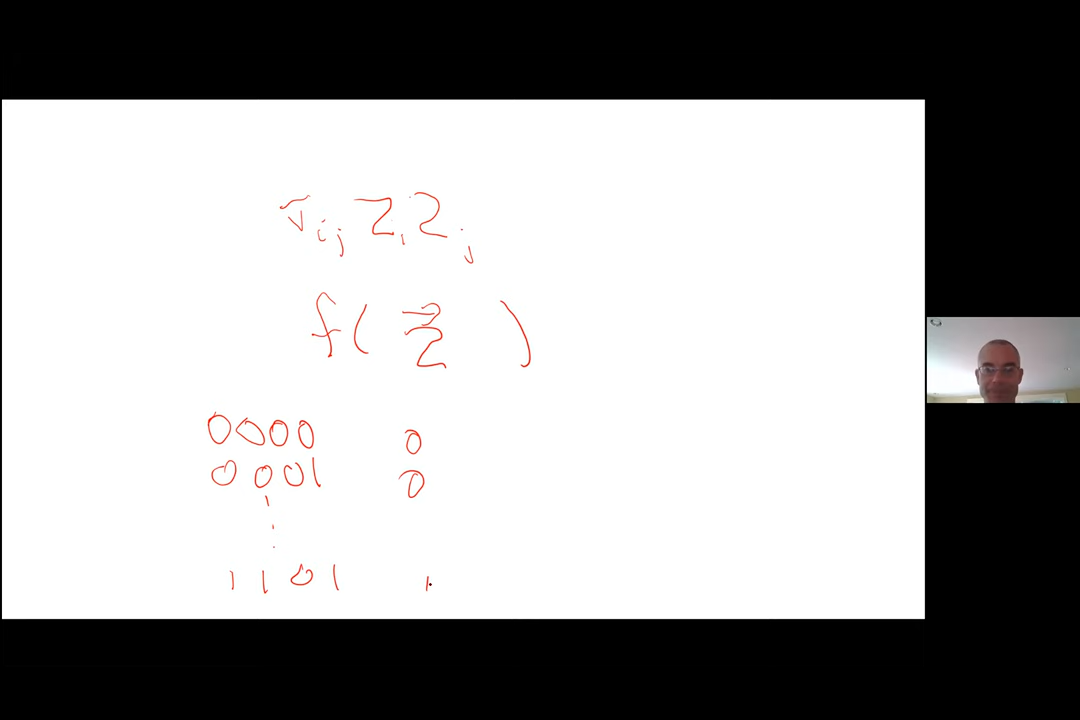 J_ij Z_i Z_j
f( Z⃗ )
0000 0
0001 0
⋮
1101 1